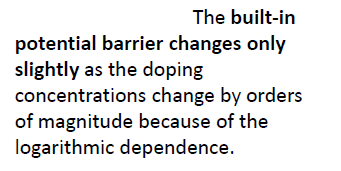 The built-in
potential barrier changes only
slightly as the doping
concentrations change by orders
of magnitude because of the
logarithmic dependence.